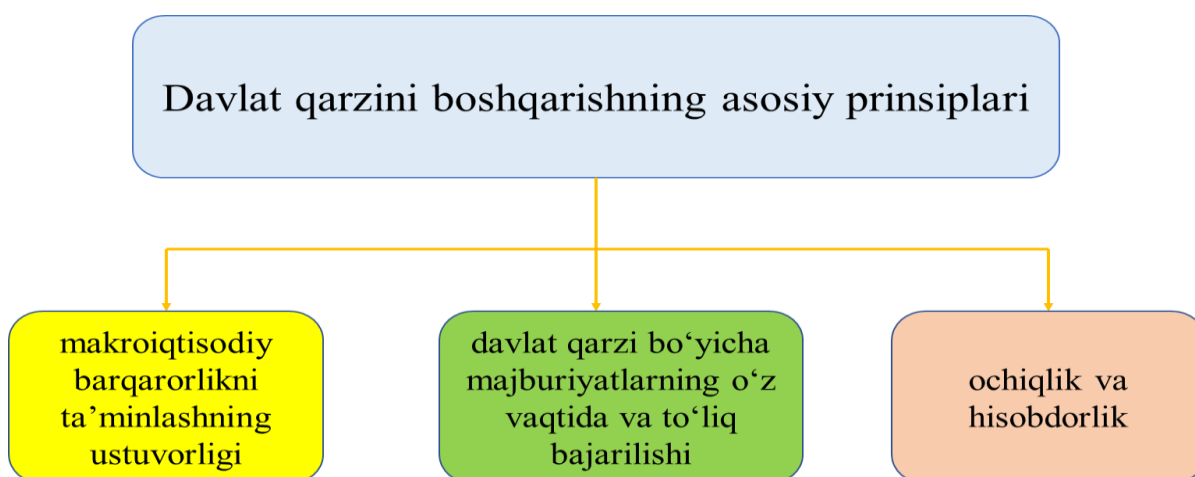 Davlat qarzini boshqarishning asosiy prinsiplari
makroiqtisodiy
barqarorlikni
ta’minlashning
ustuvorligi
davlat qarzi bo‘yicha
majburiyatlarning o‘z
vaqtida va to‘liq
bajarilishi
ochiqlik va
hisobdorlik